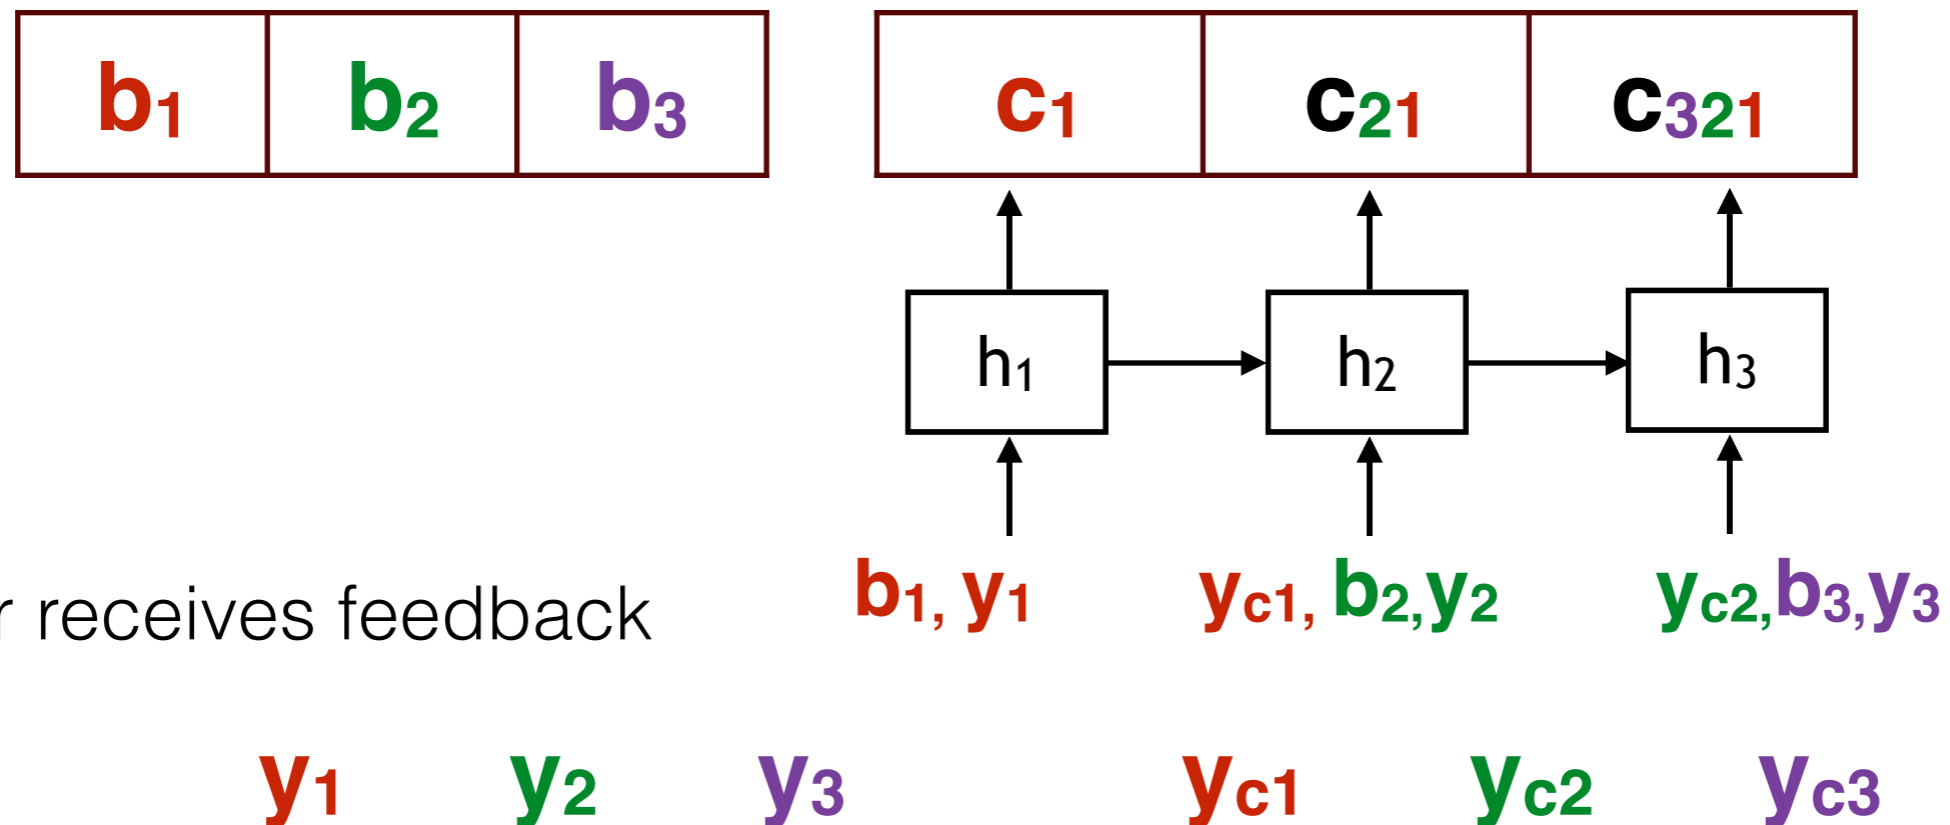 b1 b2 b3 c1 c21 c321
h1 h2 h3
r receives feedback b1, y1 yc1, b2,y2 yc2,b3,y3
y1 y2 y3 yc1 yc2 yc3